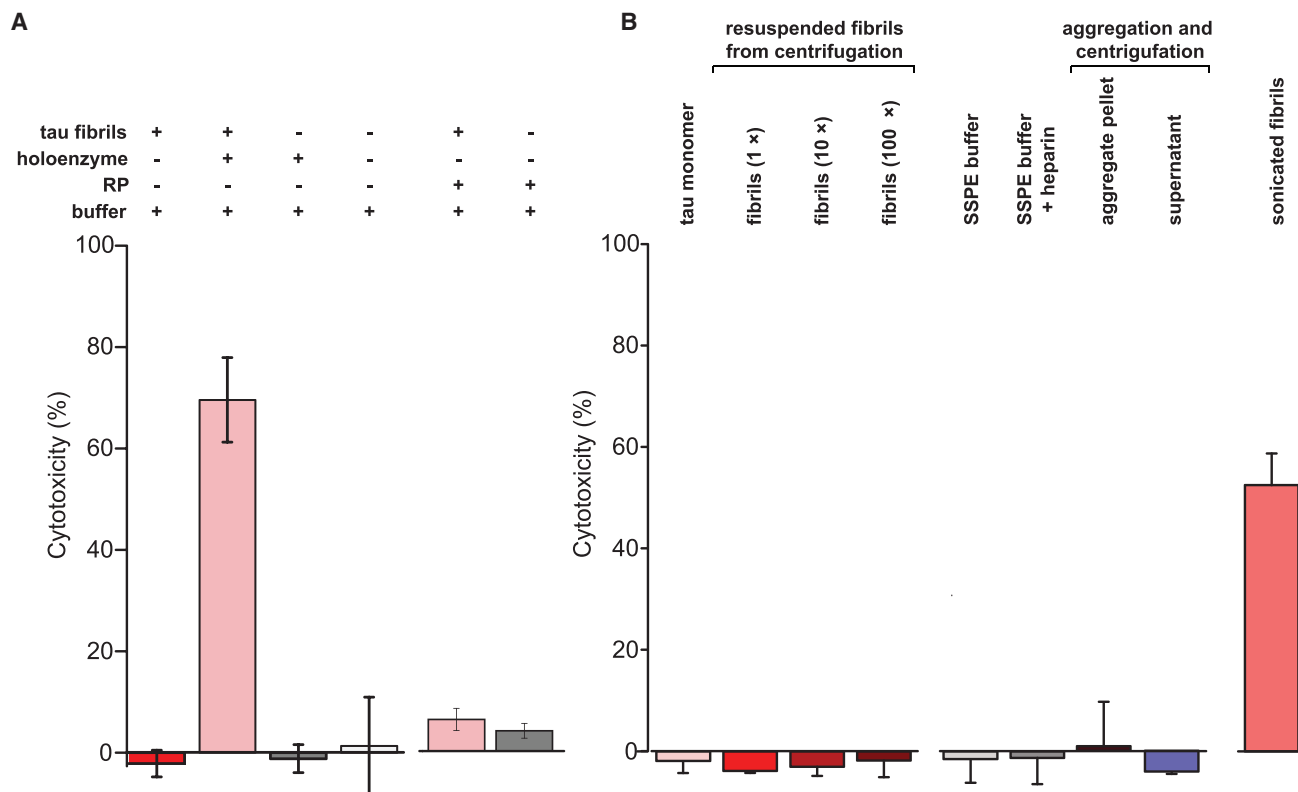 A
tau fibrils + + - - + -
holoenzyme - + + - - -
RP - - - - + +
buffer + + + + + +
100
80
60
40
20
0
Cytotoxicity (%)
B
resuspended fibrils
from centrifugation
aggregation and
centrigufation
tau monomer
fibrils (1 ×)
fibrils (10 ×)
fibrils (100 ×)
SSPE buffer
SSPE buffer
+ heparin
aggregate pellet
supernatant
sonicated fibrils
100
80
60
40
20
0
Cytotoxicity (%)